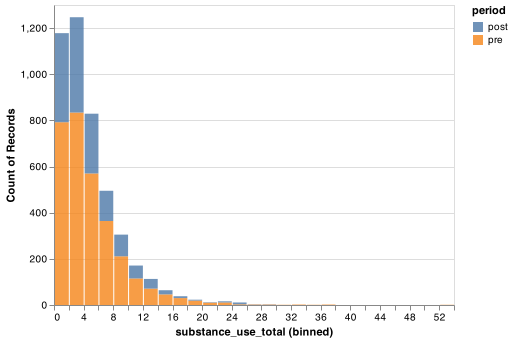 period
post
pre
1,200
1,000
800
600
400
200
0
Count of Records
0 4 8 12 16 20 24 28 32 36 40 44 48 52
substance_use_total (binned)